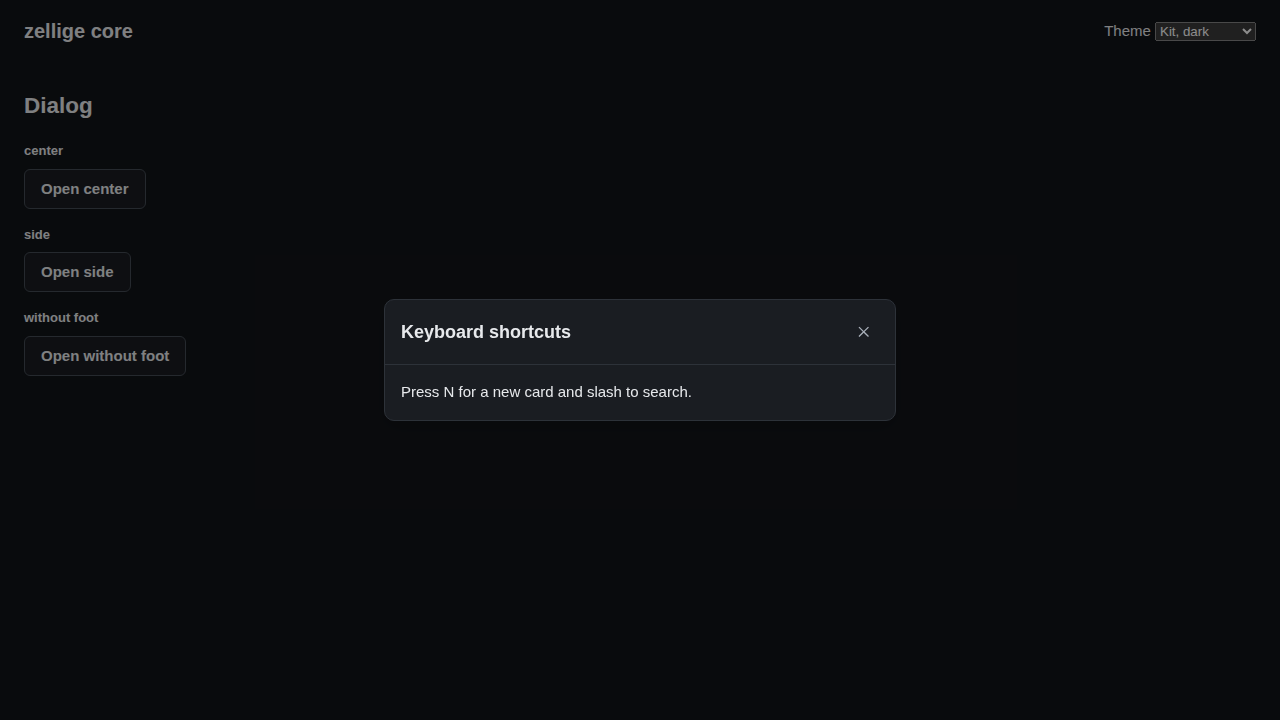 zellige core
Theme Kit, dark
Dialog
center
Open center
side
Open side
without foot
Open without foot
Keyboard shortcuts
Press N for a new card and slash to search.